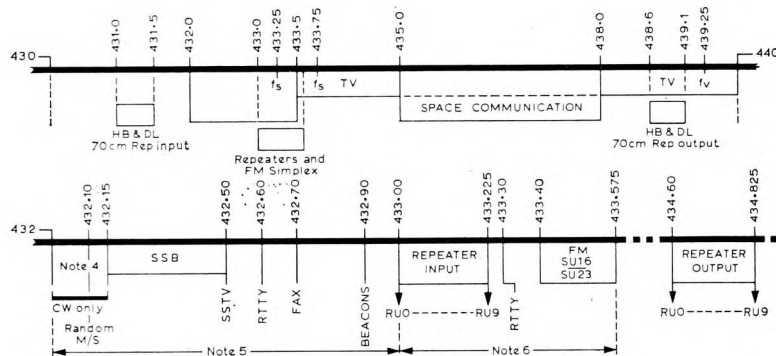 430
431·0
431·5
432·0
433·0
433·25
433·5
433·75
435·0
438·0
438·6
439·1
439·25
440
fs
fs
TV
SPACE COMMUNICATION
TV
fv
HB & DL
70cm Rep input
Repeaters and
FM Simplex
HB & DL
70cm Rep output
432
432·10
432·15
432·50
432·60
432·70
432·90
433·00
433·225
433·30
433·40
433·575
434·60
434·825
Note 4
SSB
REPEATER
INPUT
FM
SU16
SU23
REPEATER
OUTPUT
CW only
Random
M/S
SSTV
RTTY
FAX
BEACONS
RU0 ------ RU9
RTTY
RU0 ------ RU9
Note 5
Note 6